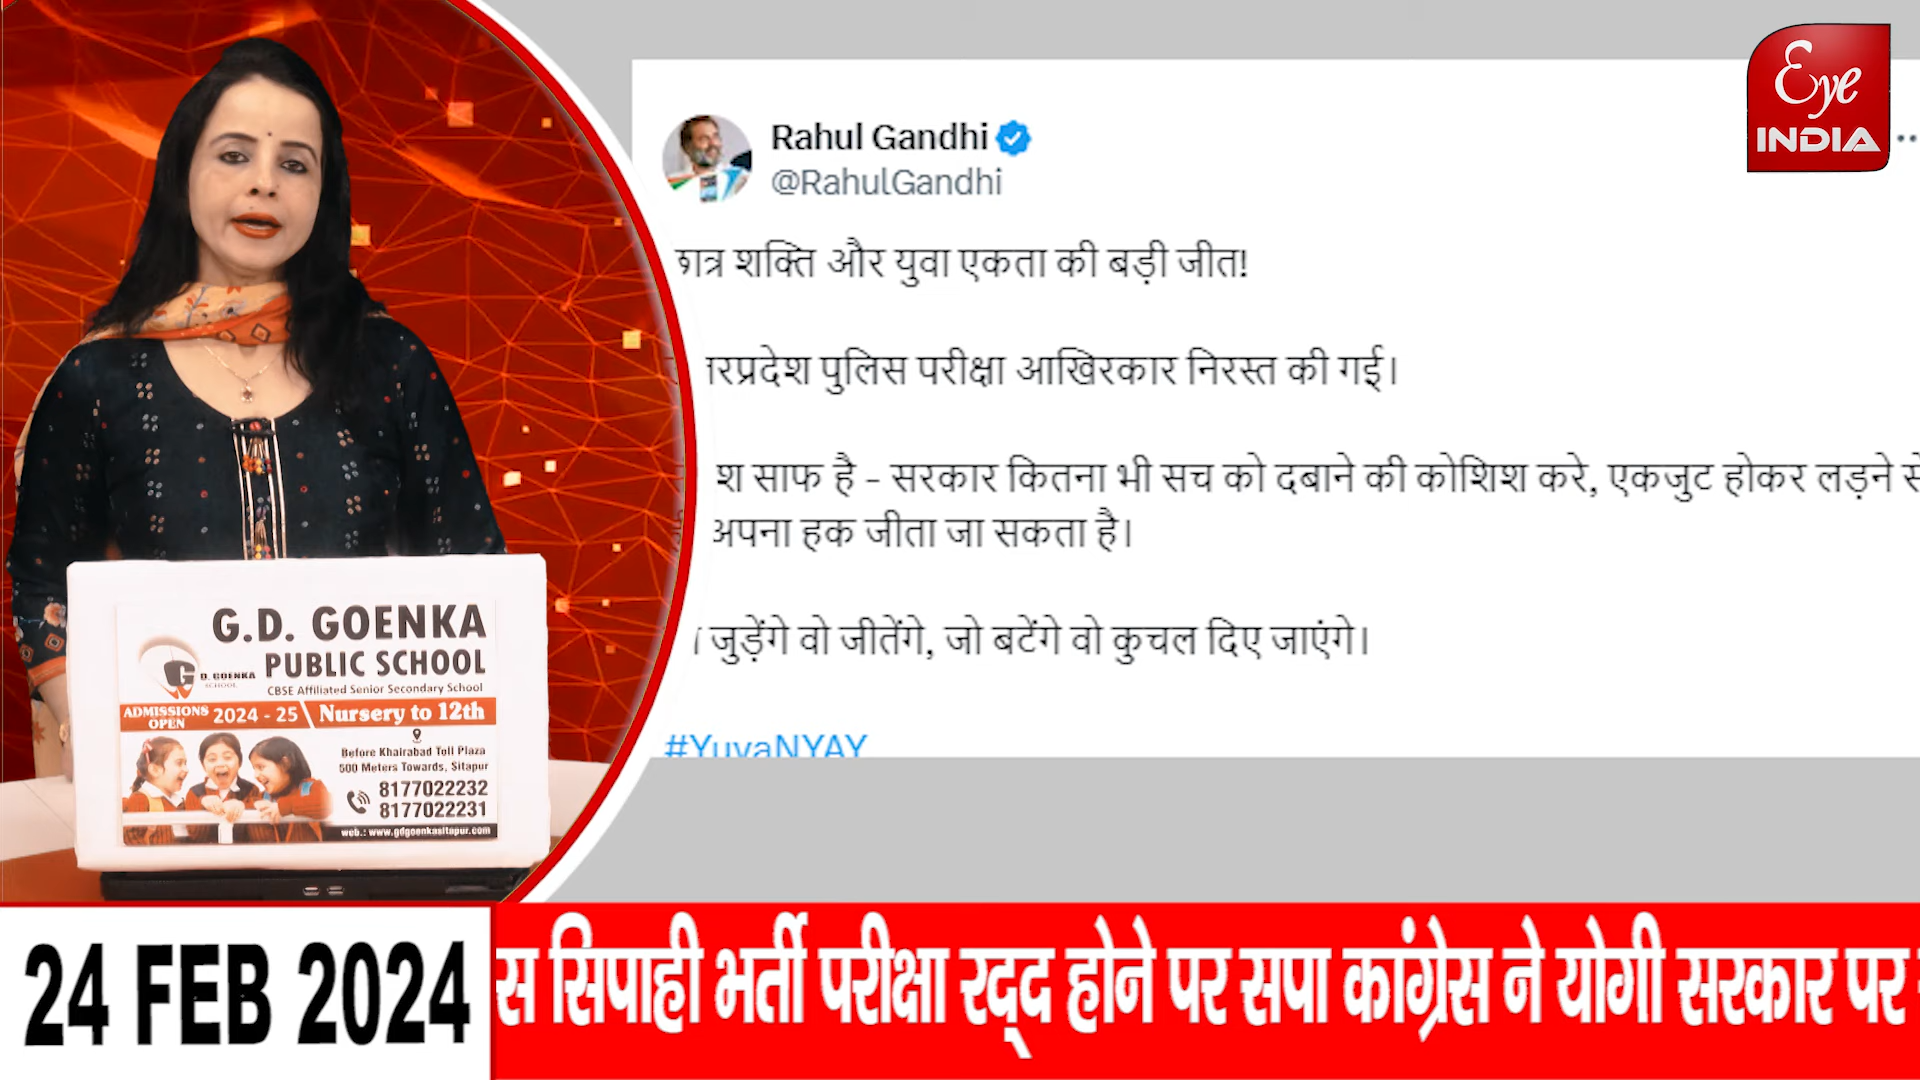 Eye
INDIA
Rahul Gandhi
@RahulGandhi
छात्र शक्ति और युवा एकता की बड़ी जीत!
रप्रदेश पुलिस परीक्षा आखिरकार निरस्त की गई।
श साफ है - सरकार कितना भी सच को दबाने की कोशिश करे, एकजुट होकर लड़ने से
अपना हक जीता जा सकता है।
जुड़ेंगे वो जीतेंगे, जो बटेंगे वो कुचल दिए जाएंगे।
#YuvaNYAY
G.D. GOENKA
PUBLIC SCHOOL
G D. GOENKA
SCHOOL
CBSE Affiliated Senior Secondary School
ADMISSIONS OPEN 2024 - 25 Nursery to 12th
Before Khairabad Toll Plaza
500 Meters Towards, Sitapur
8177022232
8177022231
web.: www.gdgoenkasitapur.com
24 FEB 2024
स सिपाही भर्ती परीक्षा रद्द होने पर सपा कांग्रेस ने योगी सरकार पर